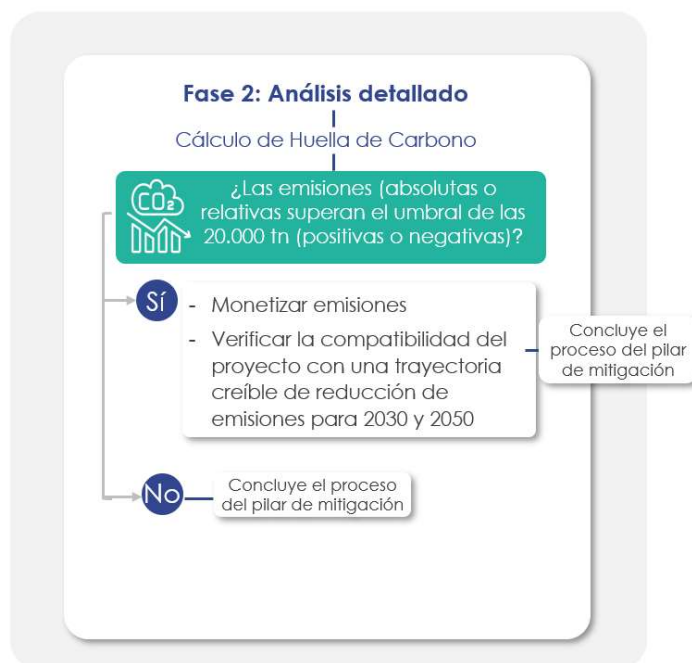 Fase 2: Análisis detallado
Cálculo de Huella de Carbono
CO₂
¿Las emisiones (absolutas o
relativas superan el umbral de las
20.000 tn (positivas o negativas)?
Sí
- Monetizar emisiones
- Verificar la compatibilidad del
proyecto con una trayectoria
creíble de reducción de
emisiones para 2030 y 2050
Concluye el
proceso del pilar
de mitigación
No
Concluye el proceso
del pilar de mitigación